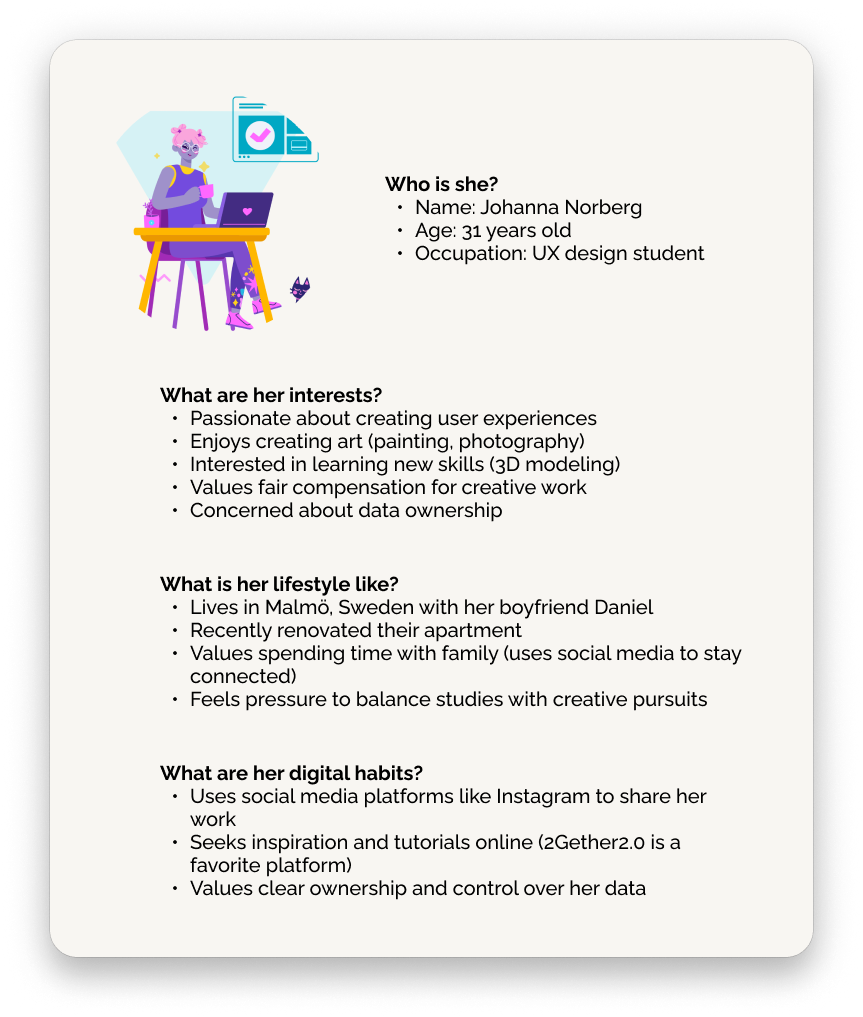 Who is she?
• Name: Johanna Norberg
• Age: 31 years old
• Occupation: UX design student
What are her interests?
• Passionate about creating user experiences
• Enjoys creating art (painting, photography)
• Interested in learning new skills (3D modeling)
• Values fair compensation for creative work
• Concerned about data ownership
What is her lifestyle like?
• Lives in Malmö, Sweden with her boyfriend Daniel
• Recently renovated their apartment
• Values spending time with family (uses social media to stay
connected)
• Feels pressure to balance studies with creative pursuits
What are her digital habits?
• Uses social media platforms like Instagram to share her
work
• Seeks inspiration and tutorials online (2Gether2.0 is a
favorite platform)
• Values clear ownership and control over her data